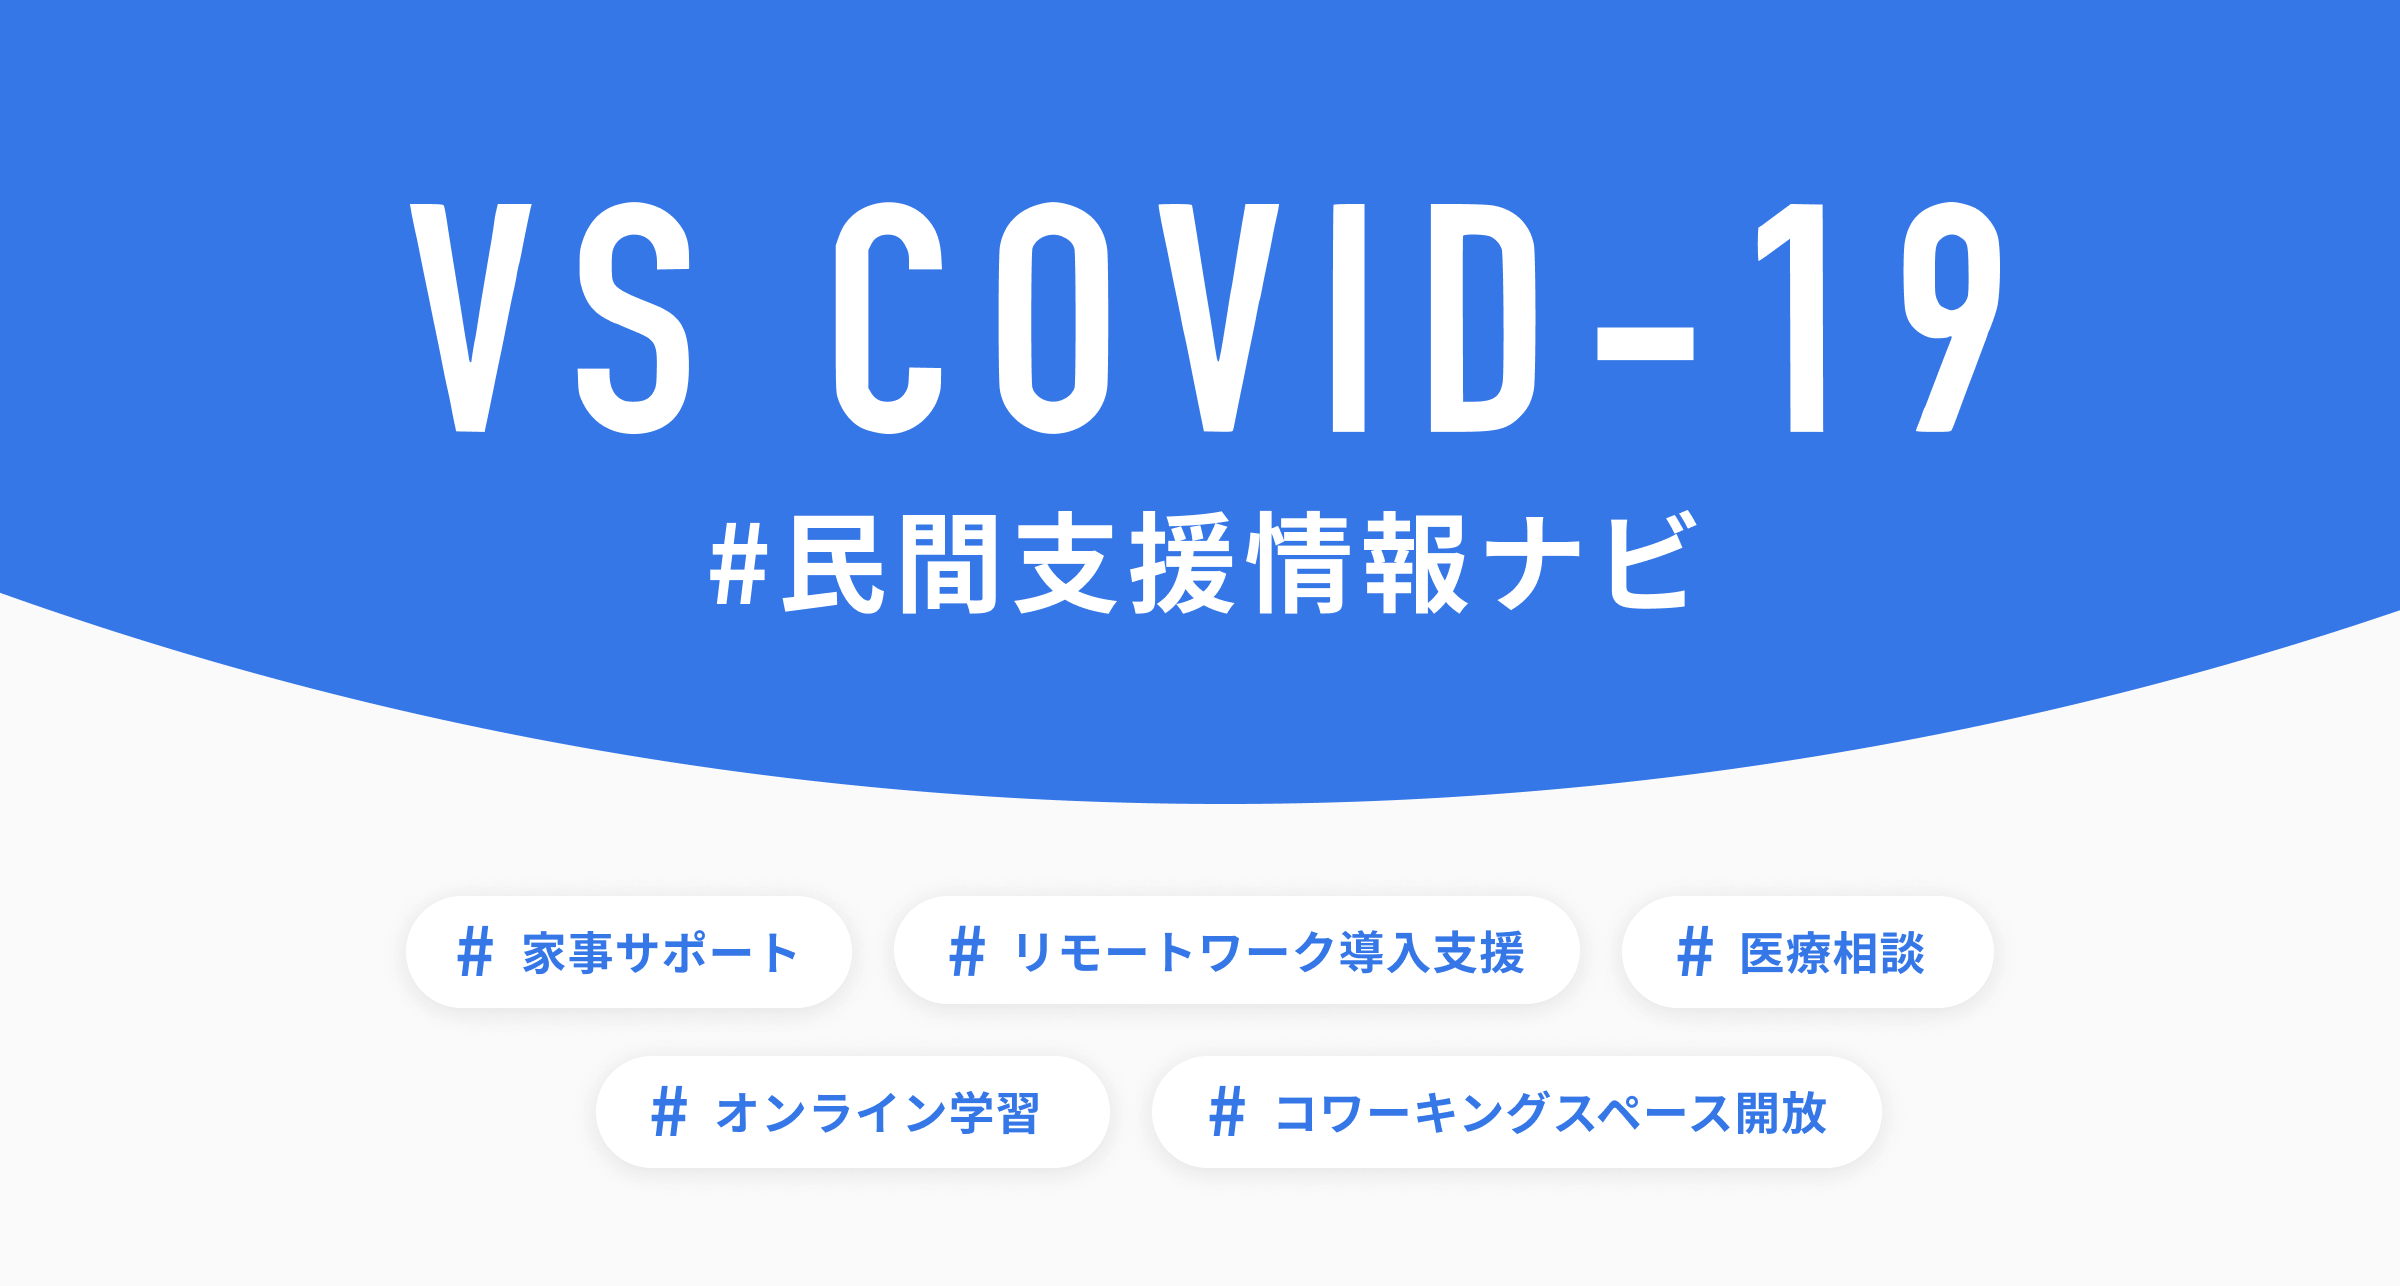 VS COVID-19
#民間支援情報ナビ
# 家事サポート # リモートワーク導入支援 # 医療相談
# オンライン学習 # コワーキングスペース開放